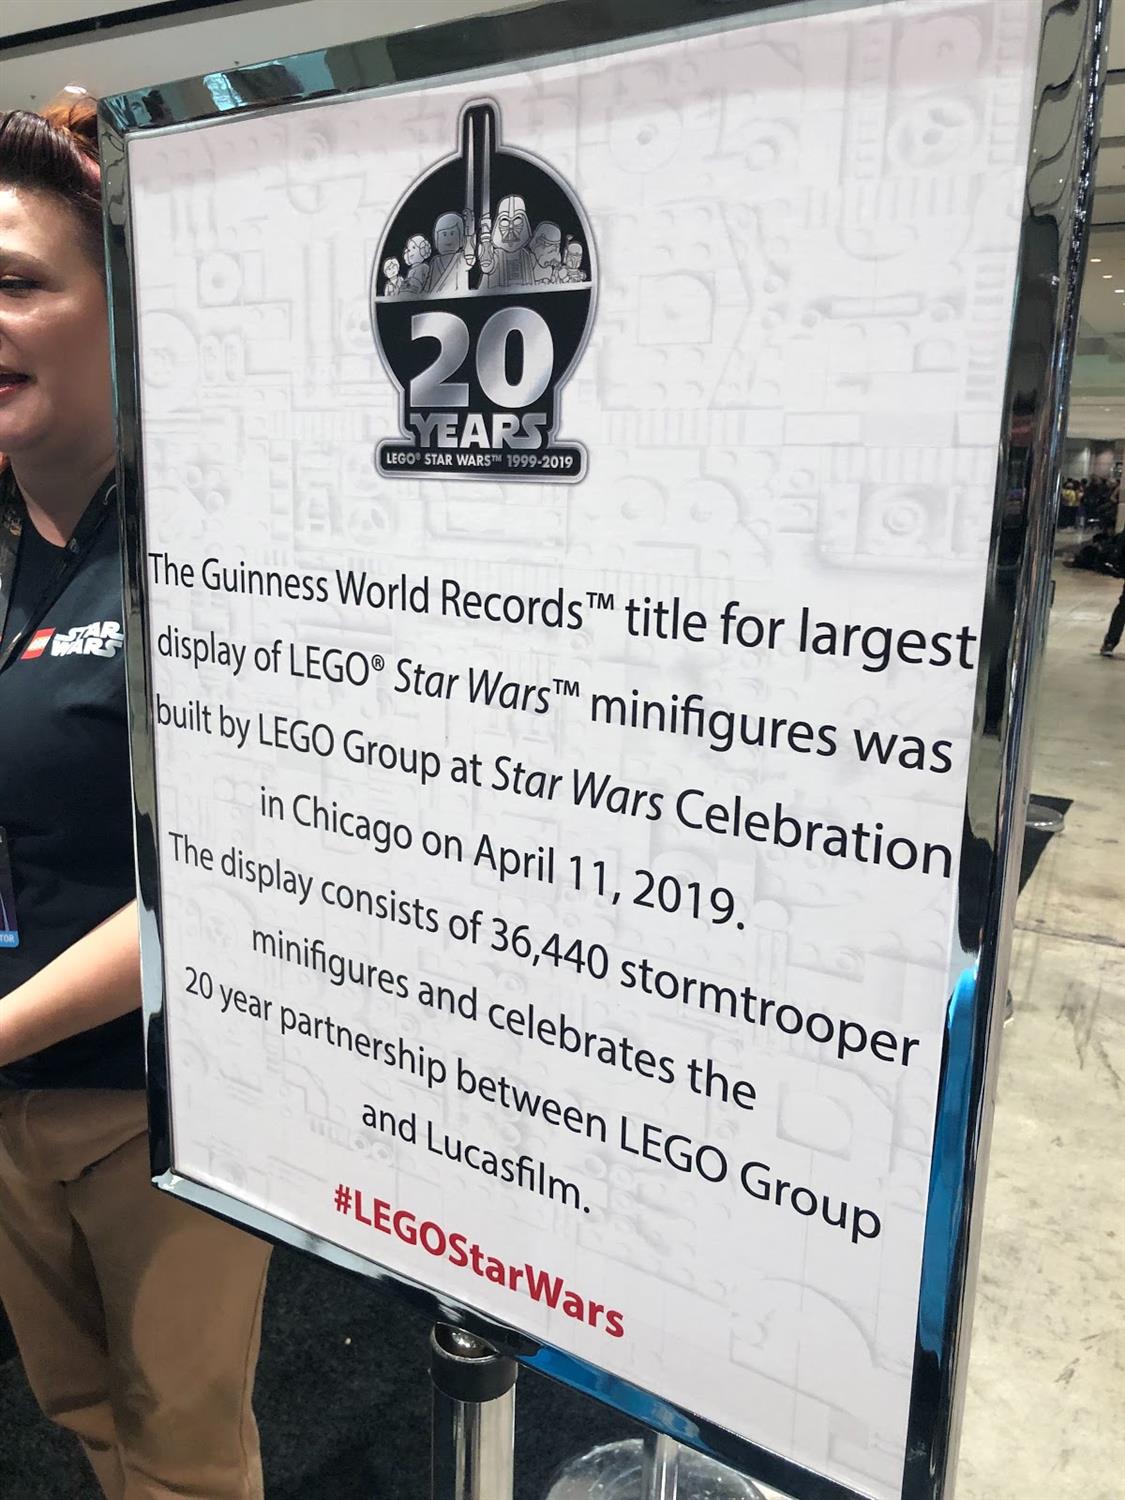 20
YEARS
LEGO® STAR WARS™ 1999-2019
The Guinness World Records™ title for largest
display of LEGO® Star Wars™ minifigures was
built by LEGO Group at Star Wars Celebration
in Chicago on April 11, 2019.
The display consists of 36,440 stormtrooper
minifigures and celebrates the
20 year partnership between LEGO Group
and Lucasfilm.
#LEGOStarWars
STAR
WARS